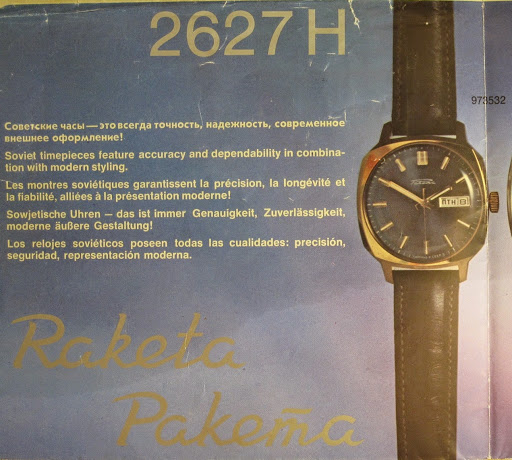 2627 Н
973532
Советские часы — это всегда точность, надежность, современное
внешнее оформление!
Soviet timepieces feature accuracy and dependability in combina-
tion with modern styling.
Les montres soviétiques garantissent la précision, la longévité et
la fiabilité, alliées à la présentation moderne!
Sowjetische Uhren – das ist immer Genauigkeit, Zuverlässigkeit,
moderne äußere Gestaltung!
Los relojes soviéticos poseen todas las cualidades: precisión,
seguridad, representación moderna.
ПТН
Raketa
Ракета